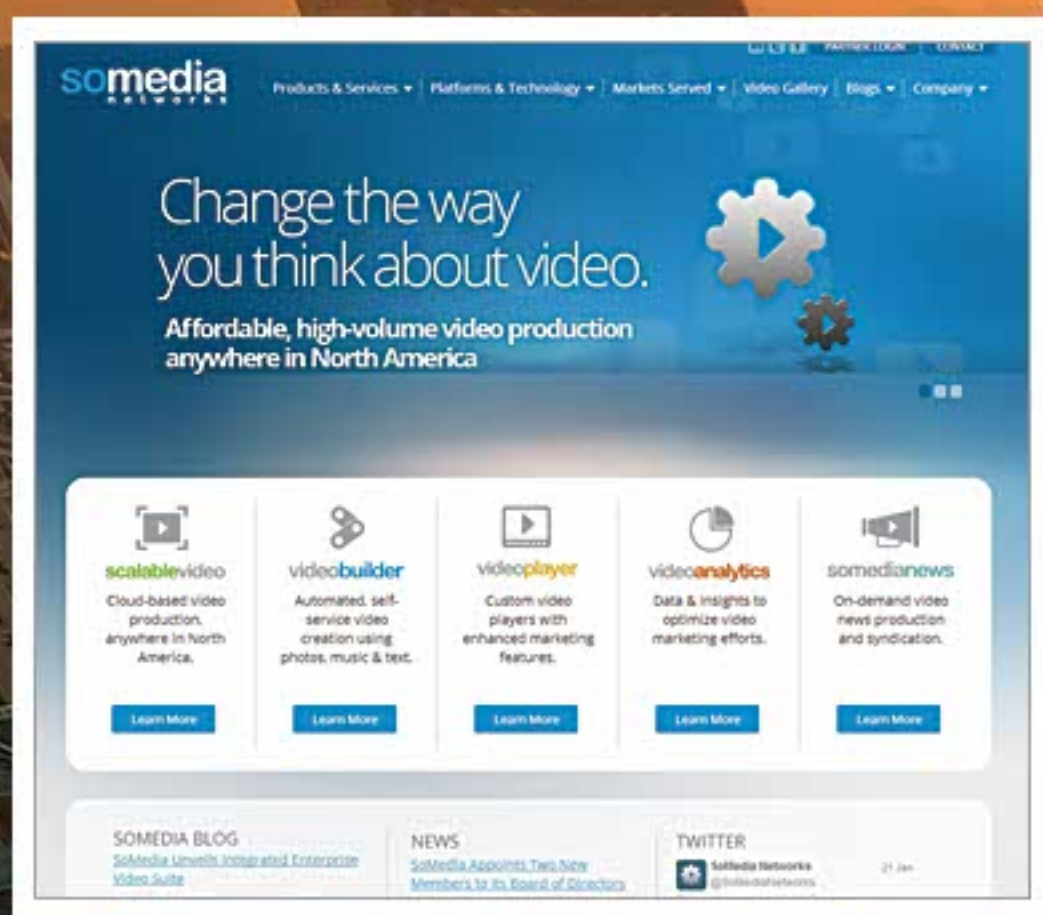 PARTNER LOGIN CONTACT
somedia
networks
Products & Services Platforms & Technology Markets Served Video Gallery Blogs Company
Change the way
you think about video.
Affordable, high-volume video production
anywhere in North America
scalablevideo
Cloud-based video
production,
anywhere in North
America.
Learn More
videobuilder
Automated, self-
service video
creation using
photos, music & text.
Learn More
videoplayer
Custom video
players with
enhanced marketing
features.
Learn More
videoanalytics
Data & insights to
optimize video
marketing efforts.
Learn More
somedianews
On-demand video
news production
and syndication.
Learn More
SOMEDIA BLOG
SoMedia Unveils Integrated Enterprise
Video Suite
NEWS
SoMedia Appoints Two New
Members to its Board of Directors
TWITTER
SoMedia Networks 21 Jan
@SoMediaNetworks